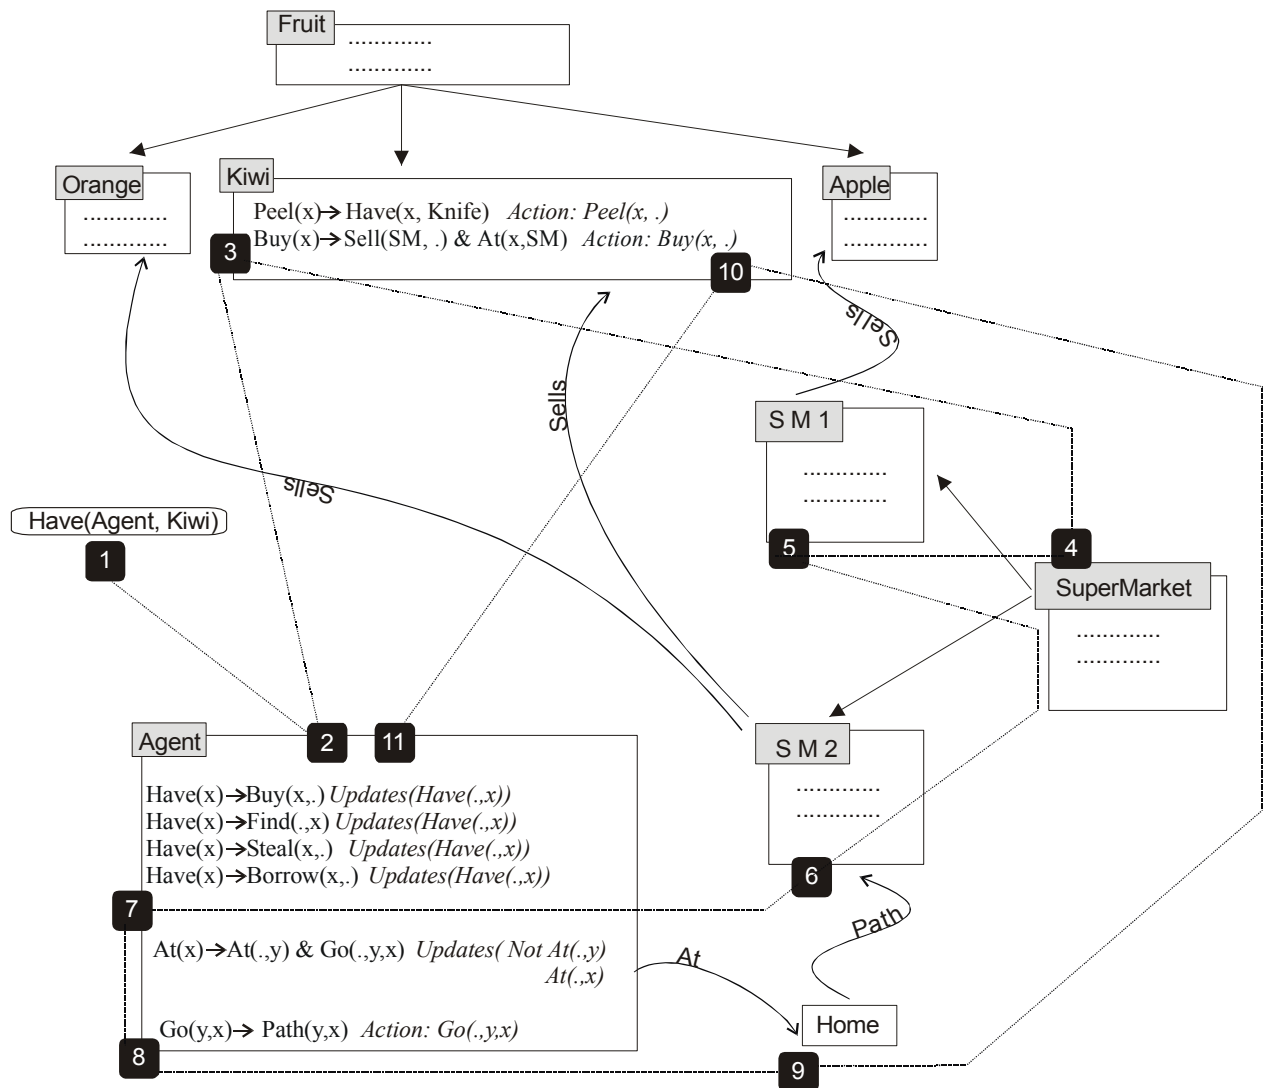 Fruit
.............
.............
Orange
.............
.............
Kiwi
Peel(x)→Have(x, Knife) Action: Peel(x, .)
Buy(x)→Sell(SM, .) & At(x,SM) Action: Buy(x, .)
Apple
.............
.............
3
10
Sells
Sells
Sells
S M 1
.............
.............
Have(Agent, Kiwi)
1
5
4
SuperMarket
.............
.............
Agent
2
11
S M 2
.............
.............
Have(x)→Buy(x,.) Updates(Have(.,x))
Have(x)→Find(.,x) Updates(Have(.,x))
Have(x)→Steal(x,.) Updates(Have(.,x))
Have(x)→Borrow(x,.) Updates(Have(.,x))
6
7
Path
At(x)→At(.,y) & Go(.,y,x) Updates( Not At(.,y)
At(.,x)
At
Go(y,x)→ Path(y,x) Action: Go(.,y,x)
Home
8
9